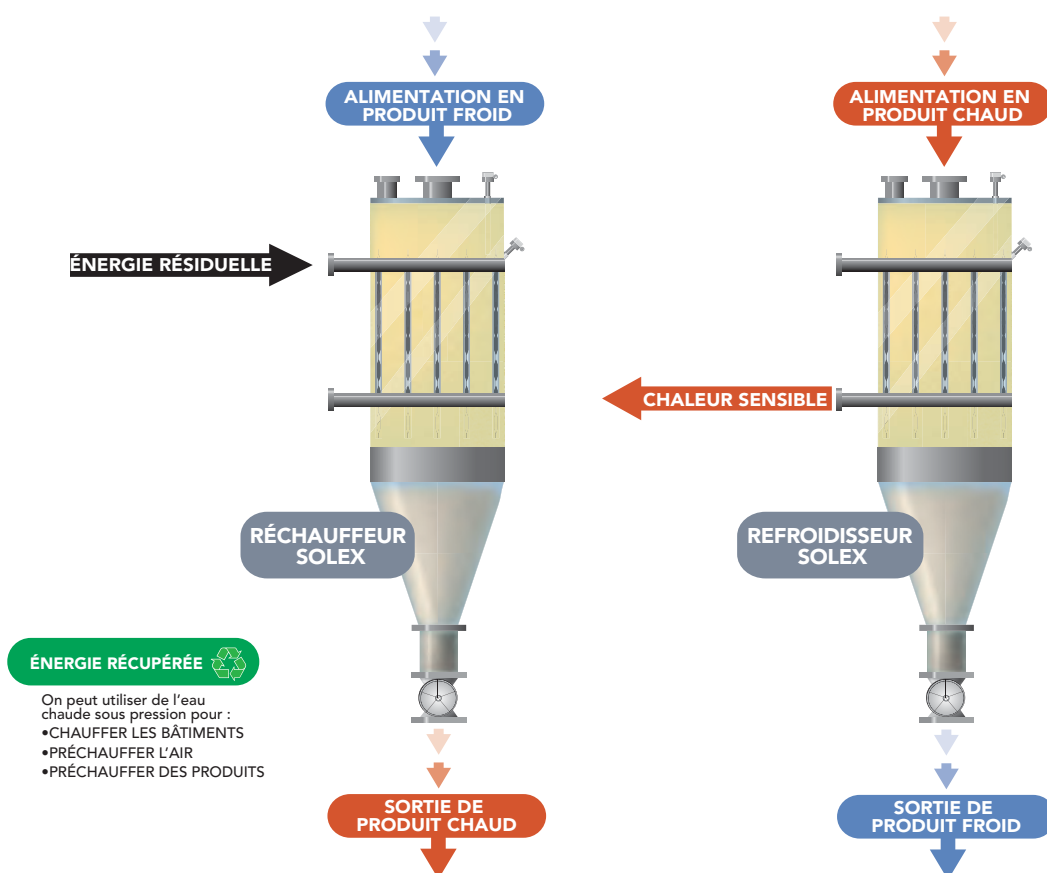 ALIMENTATION EN
PRODUIT FROID
ALIMENTATION EN
PRODUIT CHAUD
ÉNERGIE RÉSIDUELLE
CHALEUR SENSIBLE
RÉCHAUFFEUR
SOLEX
REFROIDISSEUR
SOLEX
ÉNERGIE RÉCUPÉRÉE
On peut utiliser de l’eau
chaude sous pression pour :
•CHAUFFER LES BÂTIMENTS
•PRÉCHAUFFER L’AIR
•PRÉCHAUFFER DES PRODUITS
SORTIE DE
PRODUIT CHAUD
SORTIE DE
PRODUIT FROID